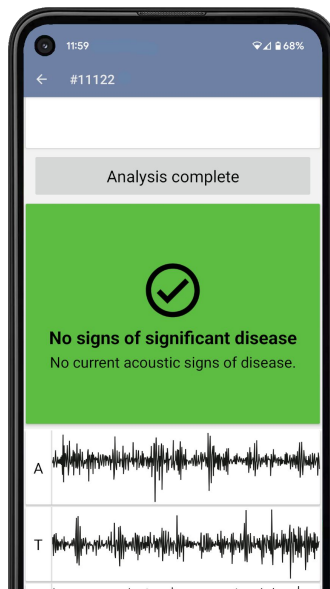 11:59
68%
#11122
Analysis complete
No signs of significant disease
No current acoustic signs of disease.
A
T